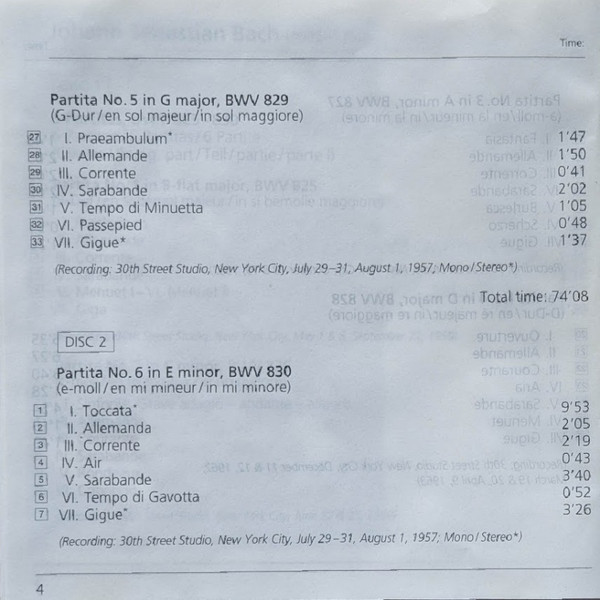 Time:
Partita No. 5 in G major, BWV 829
(G-Dur/en sol majeur/in sol maggiore)
27 I. Praeambulum* 1'47
28 II. Allemande 1'50
29 III. Corrente 0'41
30 IV. Sarabande 2'02
31 V. Tempo di Minuetta 1'05
32 VI. Passepied 0'48
33 VII. Gigue* 1'37
(Recording: 30th Street Studio, New York City, July 29–31, August 1, 1957; Mono/Stereo*)
Total time: 74'08
DISC 2
Partita No. 6 in E minor, BWV 830
(e-moll/en mi mineur/in mi minore)
1 I. Toccata* 9'53
2 II. Allemanda 2'05
3 III. Corrente 2'19
4 IV. Air 0'43
5 V. Sarabande 3'40
6 VI. Tempo di Gavotta 0'52
7 VII. Gigue* 3'26
(Recording: 30th Street Studio, New York City, July 29–31, August 1, 1957; Mono/Stereo*)
4